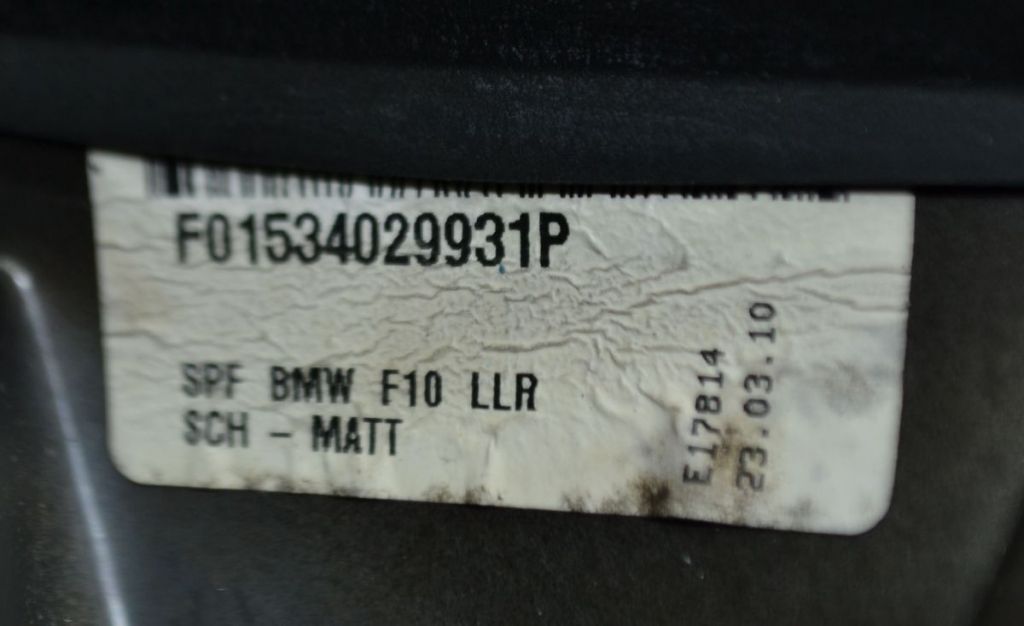 F01534029931P
SPF BMW F10 LLR
SCH - MATT
E17814
23.03.10